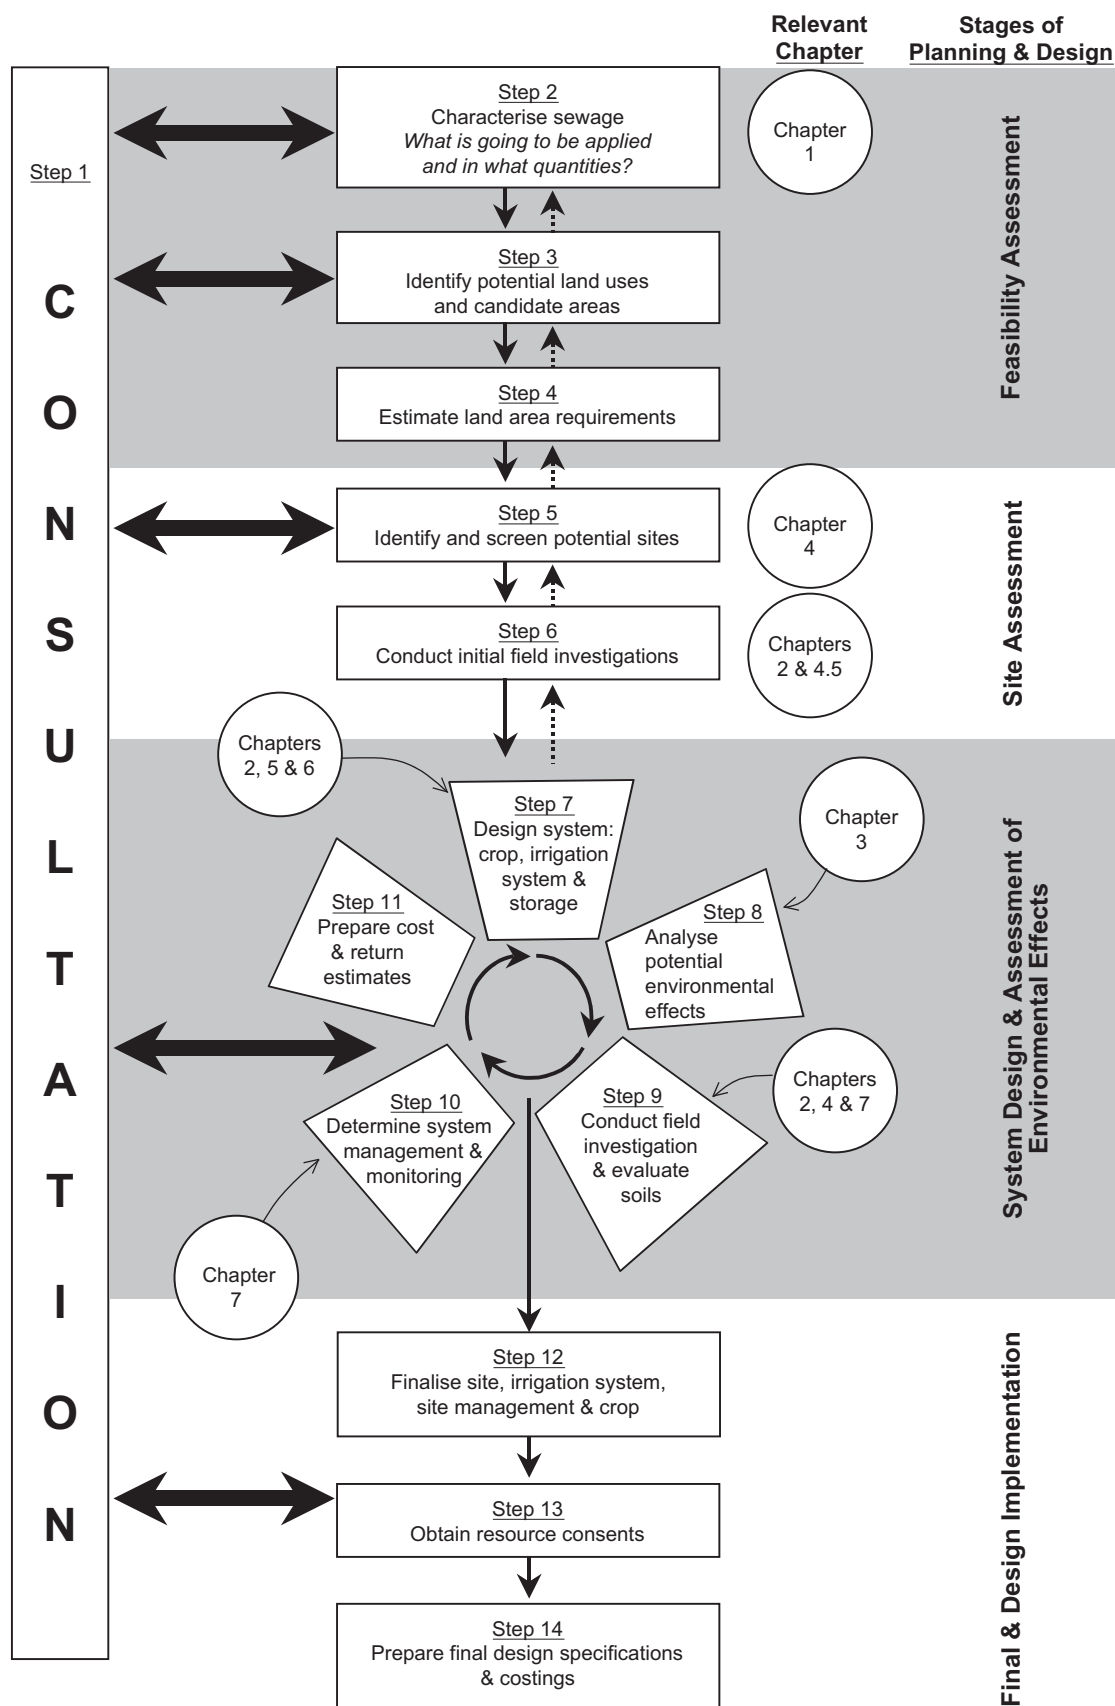 Relevant
Chapter
Stages of
Planning & Design
Step 1
C
O
N
S
U
L
T
A
T
I
O
N
Step 2
Characterise sewage
What is going to be applied
and in what quantities?
Chapter
1
Step 3
Identify potential land uses
and candidate areas
Step 4
Estimate land area requirements
Feasibility Assessment
Step 5
Identify and screen potential sites
Chapter
4
Step 6
Conduct initial field investigations
Chapters
2 & 4.5
Site Assessment
Chapters
2, 5 & 6
Step 7
Design system:
crop, irrigation
system &
storage
Chapter
3
Step 8
Analyse
potential
environmental
effects
Step 11
Prepare cost
& return
estimates
Step 10
Determine system
management &
monitoring
Step 9
Conduct field
investigation
& evaluate
soils
Chapters
2, 4 & 7
Chapter
7
System Design & Assessment of
Environmental Effects
Step 12
Finalise site, irrigation system,
site management & crop
Step 13
Obtain resource consents
Step 14
Prepare final design specifications
& costings
Final & Design Implementation